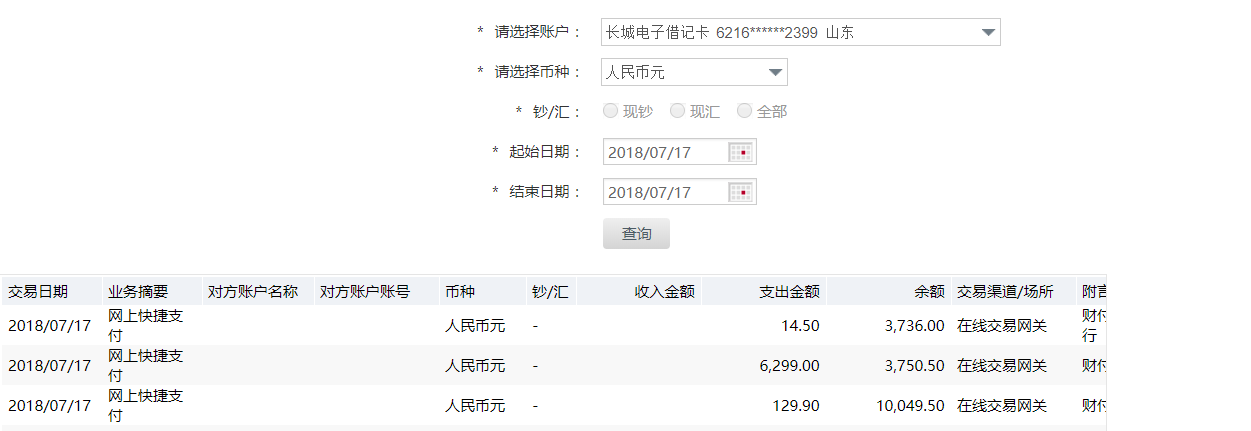 * 请选择账户： 长城电子借记卡 6216******2399 山东
* 请选择币种： 人民币元
* 钞/汇： 现钞 现汇 全部
* 起始日期： 2018/07/17
* 结束日期： 2018/07/17
查询
交易日期 业务摘要 对方账户名称 对方账户账号 币种 钞/汇 收入金额 支出金额 余额 交易渠道/场所 附言
2018/07/17 网上快捷支付 人民币元 - 14.50 3,736.00 在线交易网关 财付行
2018/07/17 网上快捷支付 人民币元 - 6,299.00 3,750.50 在线交易网关 财付
2018/07/17 网上快捷支付 人民币元 - 129.90 10,049.50 在线交易网关 财付